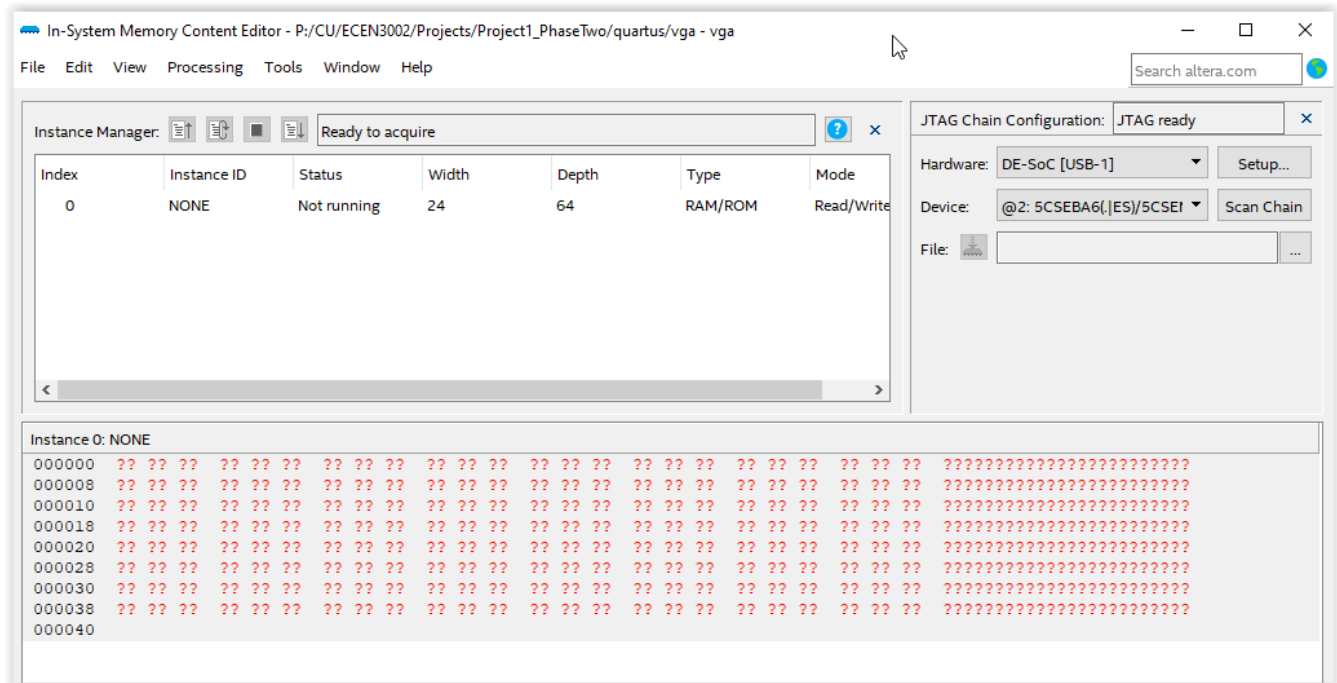 In-System Memory Content Editor - P:/CU/ECEN3002/Projects/Project1_PhaseTwo/quartus/vga - vga
File Edit View Processing Tools Window Help
Search altera.com
Instance Manager: Ready to acquire
JTAG Chain Configuration: JTAG ready
Index Instance ID Status Width Depth Type Mode
0 NONE Not running 24 64 RAM/ROM Read/Write
Hardware: DE-SoC [USB-1] Setup...
Device: @2: 5CSEBA6(.|ES)/5CSEM Scan Chain
File: ...
Instance 0: NONE
000000 ?? ?? ?? ?? ?? ?? ?? ?? ?? ?? ?? ?? ?? ?? ?? ?? ?? ?? ?? ?? ?? ?? ?? ?? ????????????????????????
000008 ?? ?? ?? ?? ?? ?? ?? ?? ?? ?? ?? ?? ?? ?? ?? ?? ?? ?? ?? ?? ?? ?? ?? ?? ????????????????????????
000010 ?? ?? ?? ?? ?? ?? ?? ?? ?? ?? ?? ?? ?? ?? ?? ?? ?? ?? ?? ?? ?? ?? ?? ?? ????????????????????????
000018 ?? ?? ?? ?? ?? ?? ?? ?? ?? ?? ?? ?? ?? ?? ?? ?? ?? ?? ?? ?? ?? ?? ?? ?? ????????????????????????
000020 ?? ?? ?? ?? ?? ?? ?? ?? ?? ?? ?? ?? ?? ?? ?? ?? ?? ?? ?? ?? ?? ?? ?? ?? ????????????????????????
000028 ?? ?? ?? ?? ?? ?? ?? ?? ?? ?? ?? ?? ?? ?? ?? ?? ?? ?? ?? ?? ?? ?? ?? ?? ????????????????????????
000030 ?? ?? ?? ?? ?? ?? ?? ?? ?? ?? ?? ?? ?? ?? ?? ?? ?? ?? ?? ?? ?? ?? ?? ?? ????????????????????????
000038 ?? ?? ?? ?? ?? ?? ?? ?? ?? ?? ?? ?? ?? ?? ?? ?? ?? ?? ?? ?? ?? ?? ?? ?? ????????????????????????
000040